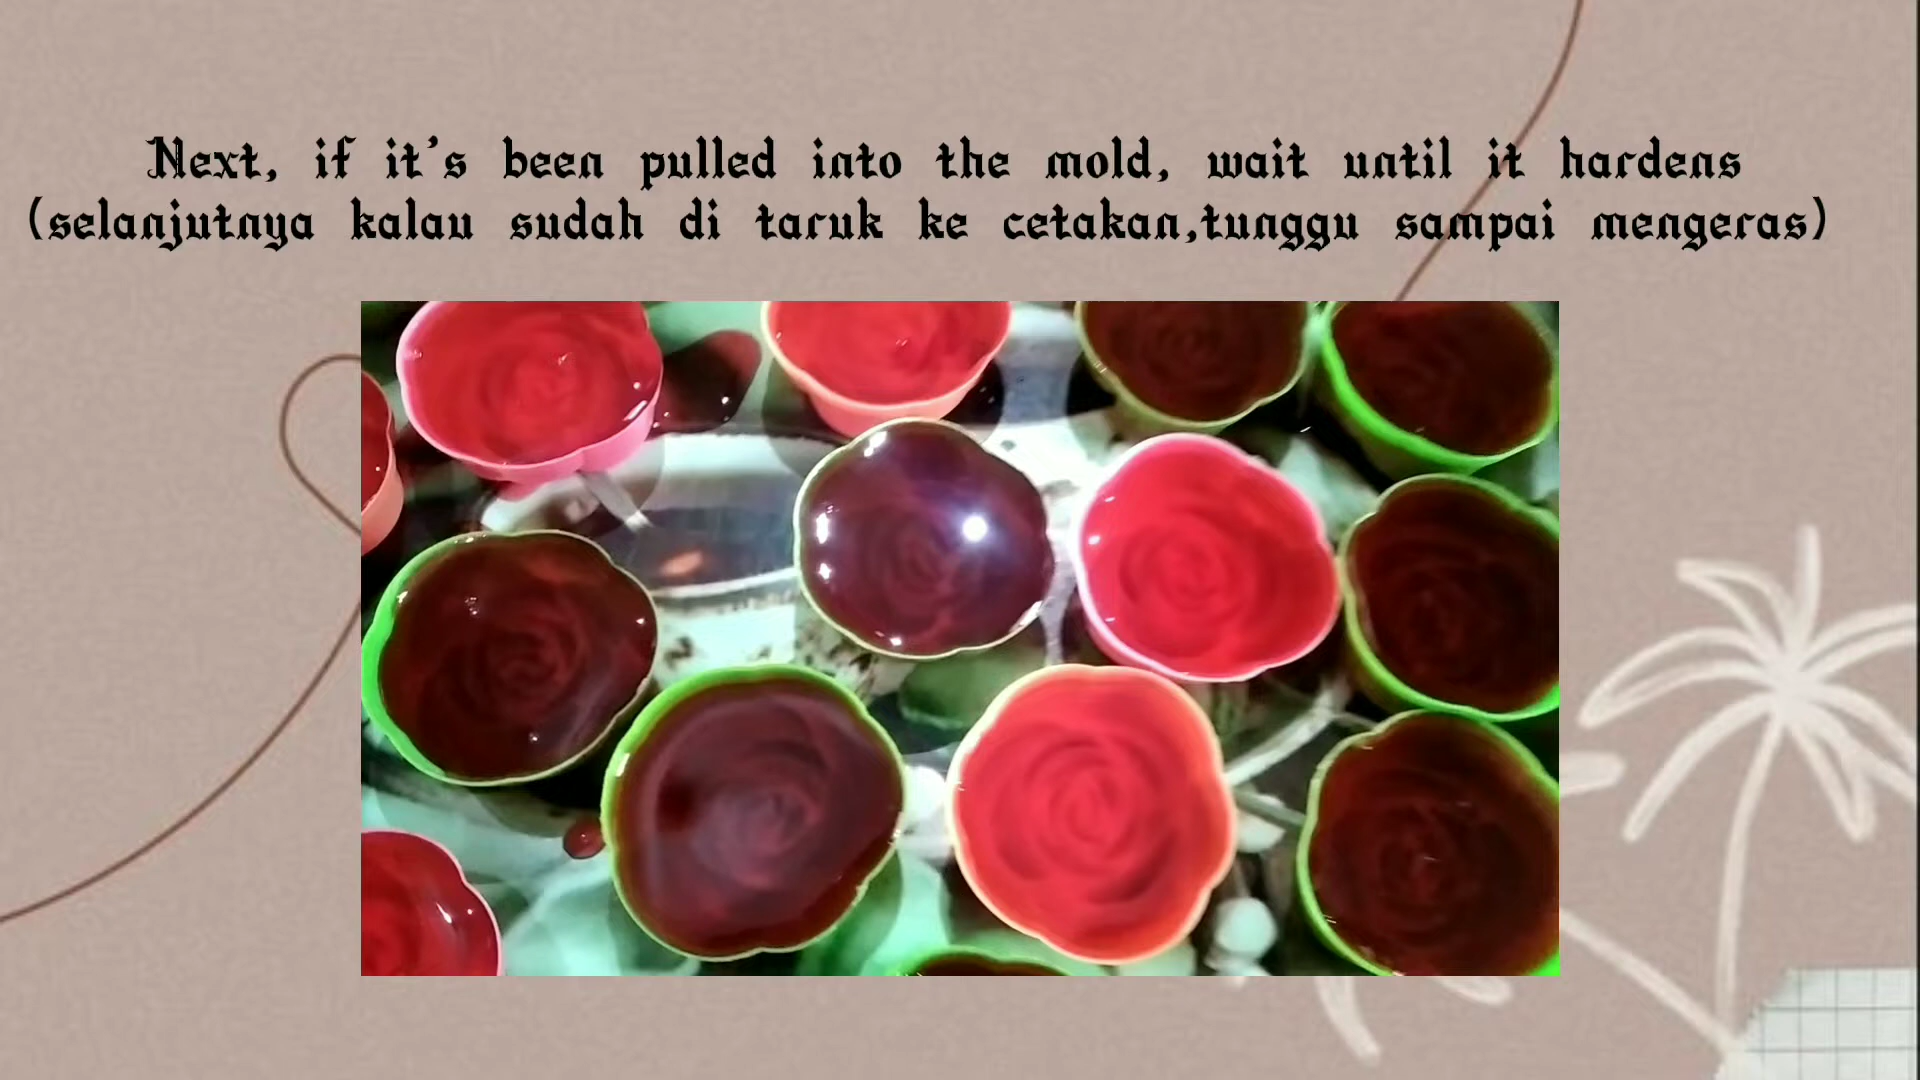 Next, if it's been pulled into the mold, wait until it hardens
(selanjutnya kalau sudah di taruk ke cetakan,tunggu sampai mengeras)